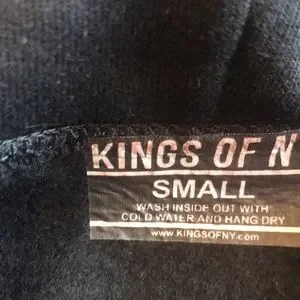 KINGS OF N
SMALL
WASH INSIDE OUT WITH
COLD WATER AND HANG DRY
www.KINGSOFNY.com